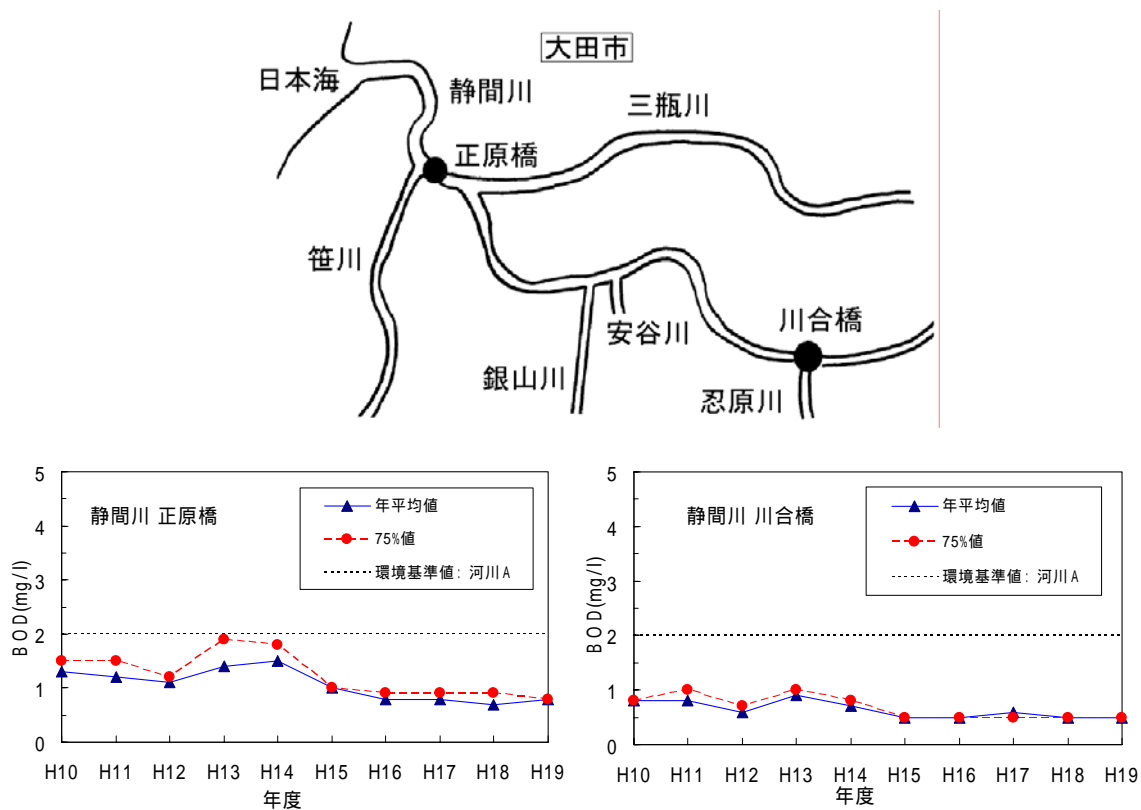 大田市
日本海
静間川
三瓶川
正原橋
笹川
川合橋
安谷川
銀山川
忍原川
静間川 正原橋
年平均値
75%値
環境基準値: 河川A
BOD(mg/l)
5
4
3
2
1
0
H10 H11 H12 H13 H14 H15 H16 H17 H18 H19
年度
静間川 川合橋
年平均値
75%値
環境基準値: 河川A
BOD(mg/l)
5
4
3
2
1
0
H10 H11 H12 H13 H14 H15 H16 H17 H18 H19
年度